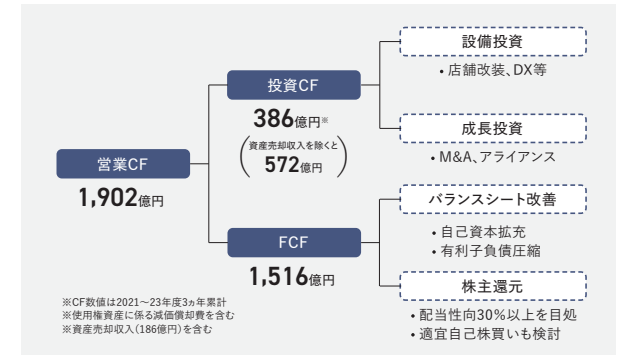 営業CF
1,902億円
投資CF
386億円※
(資産売却収入を除くと
572億円)
FCF
1,516億円
設備投資
・店舗改装、DX等
成長投資
・M&A、アライアンス
バランスシート改善
・自己資本拡充
・有利子負債圧縮
株主還元
・配当性向30%以上を目処
・適宜自己株買いも検討
※CF数値は2021〜23年度3ヵ年累計
※使用権資産に係る減価償却費を含む
※資産売却収入(186億円)を含む